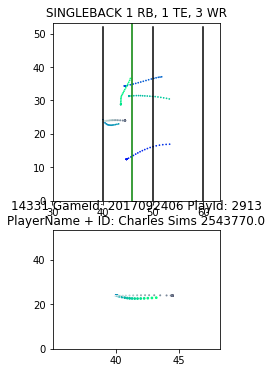 SINGLEBACK 1 RB, 1 TE, 3 WR
50
40
30
20
10
0
30 40 50 60
14331 GameId: 2017092406 PlayId: 2913
PlayerName + ID: Charles Sims 2543770.0
40
20
0
40 45